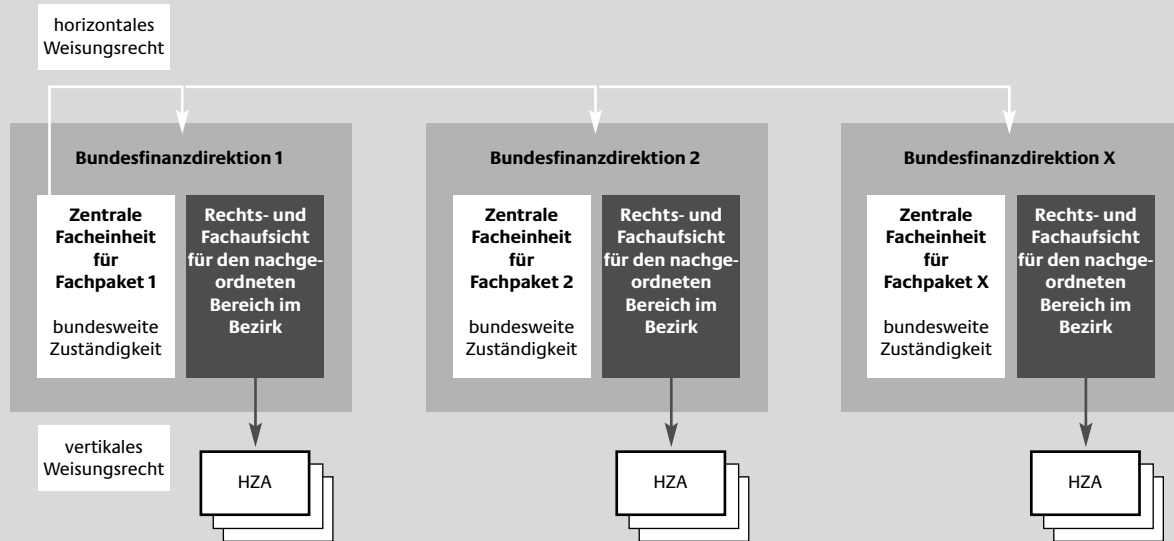 horizontales
Weisungsrecht
Bundesfinanzdirektion 1
Zentrale
Facheinheit
für
Fachpaket 1
bundesweite
Zuständigkeit
Rechts- und
Fachaufsicht
für den nachge-
ordneten
Bereich im
Bezirk
Bundesfinanzdirektion 2
Zentrale
Facheinheit
für
Fachpaket 2
bundesweite
Zuständigkeit
Rechts- und
Fachaufsicht
für den nachge-
ordneten
Bereich im
Bezirk
Bundesfinanzdirektion X
Zentrale
Facheinheit
für
Fachpaket X
bundesweite
Zuständigkeit
Rechts- und
Fachaufsicht
für den nachge-
ordneten
Bereich im
Bezirk
vertikales
Weisungsrecht
HZA
HZA
HZA